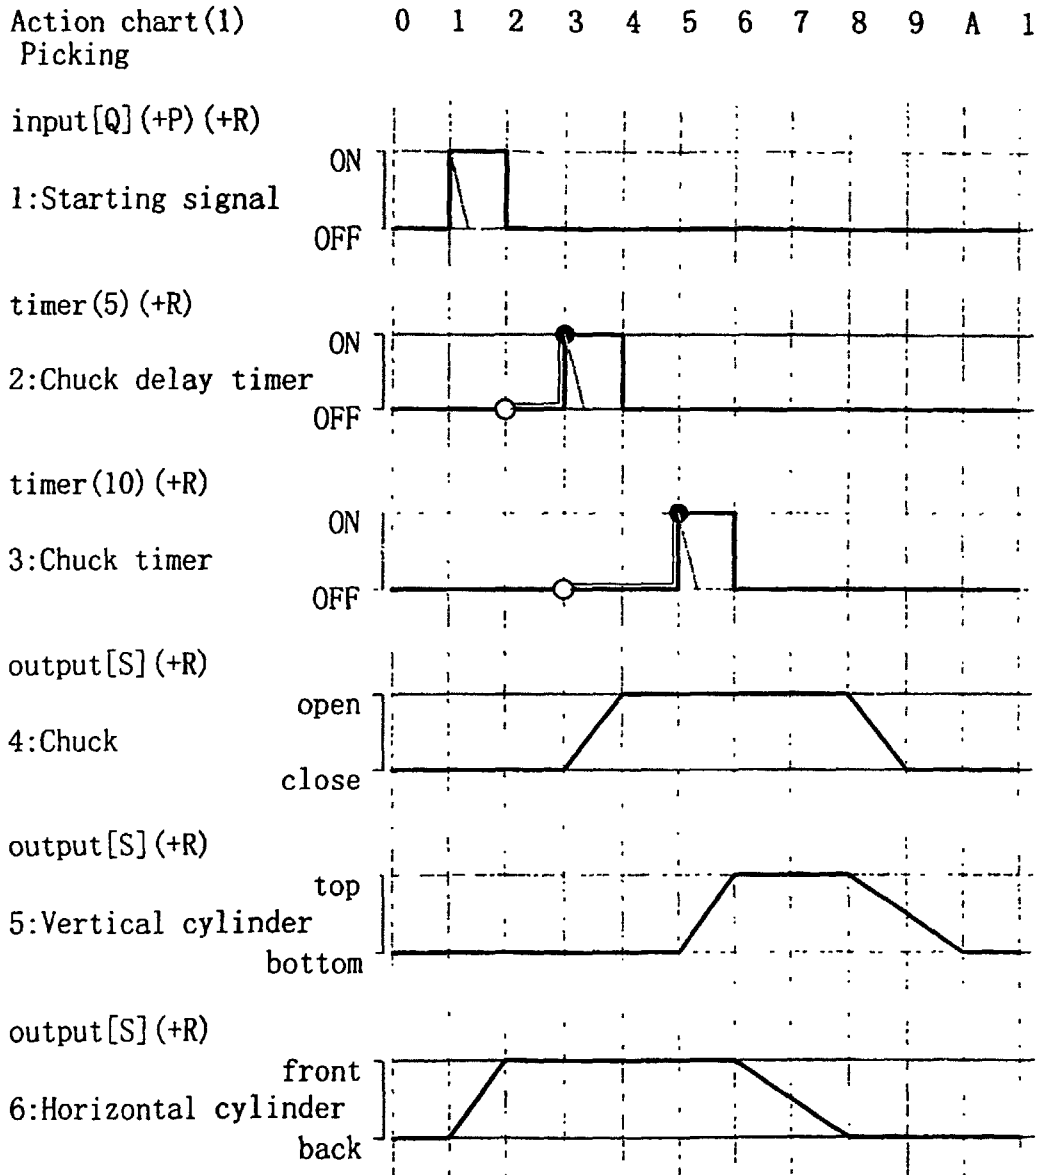 Action chart(1) 0 1 2 3 4 5 6 7 8 9 A 1
Picking
input[Q](+P)(+R)
ON
1:Starting signal
OFF
timer(5)(+R)
ON
2:Chuck delay timer
OFF
timer(10)(+R)
ON
3:Chuck timer
OFF
output[S](+R)
open
4:Chuck
close
output[S](+R)
top
5:Vertical cylinder
bottom
output[S](+R)
front
6:Horizontal cylinder
back